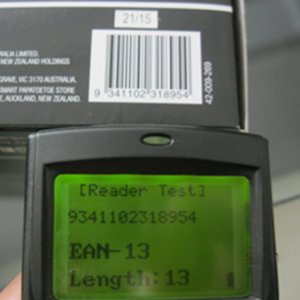 21/15
RALIA LIMITED.
NEW ZEALAND HOLDINGS
GRAVE, VIC 3170 AUSTRALIA.
MART PAPATOETOE STORE
E, AUCKLAND, NEW ZEALAND.
9 341102 318954
42-009-269
[Reader Test]
9341102318954
EAN-13
Length: 13